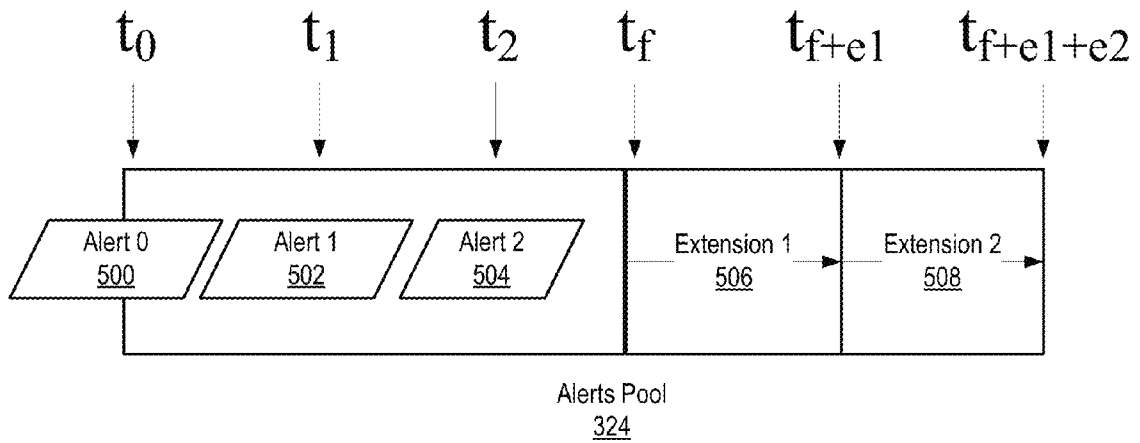 t0 t1 t2 tf tf+e1 tf+e1+e2
Alert 0
500
Alert 1
502
Alert 2
504
Extension 1
506
Extension 2
508
Alerts Pool
324